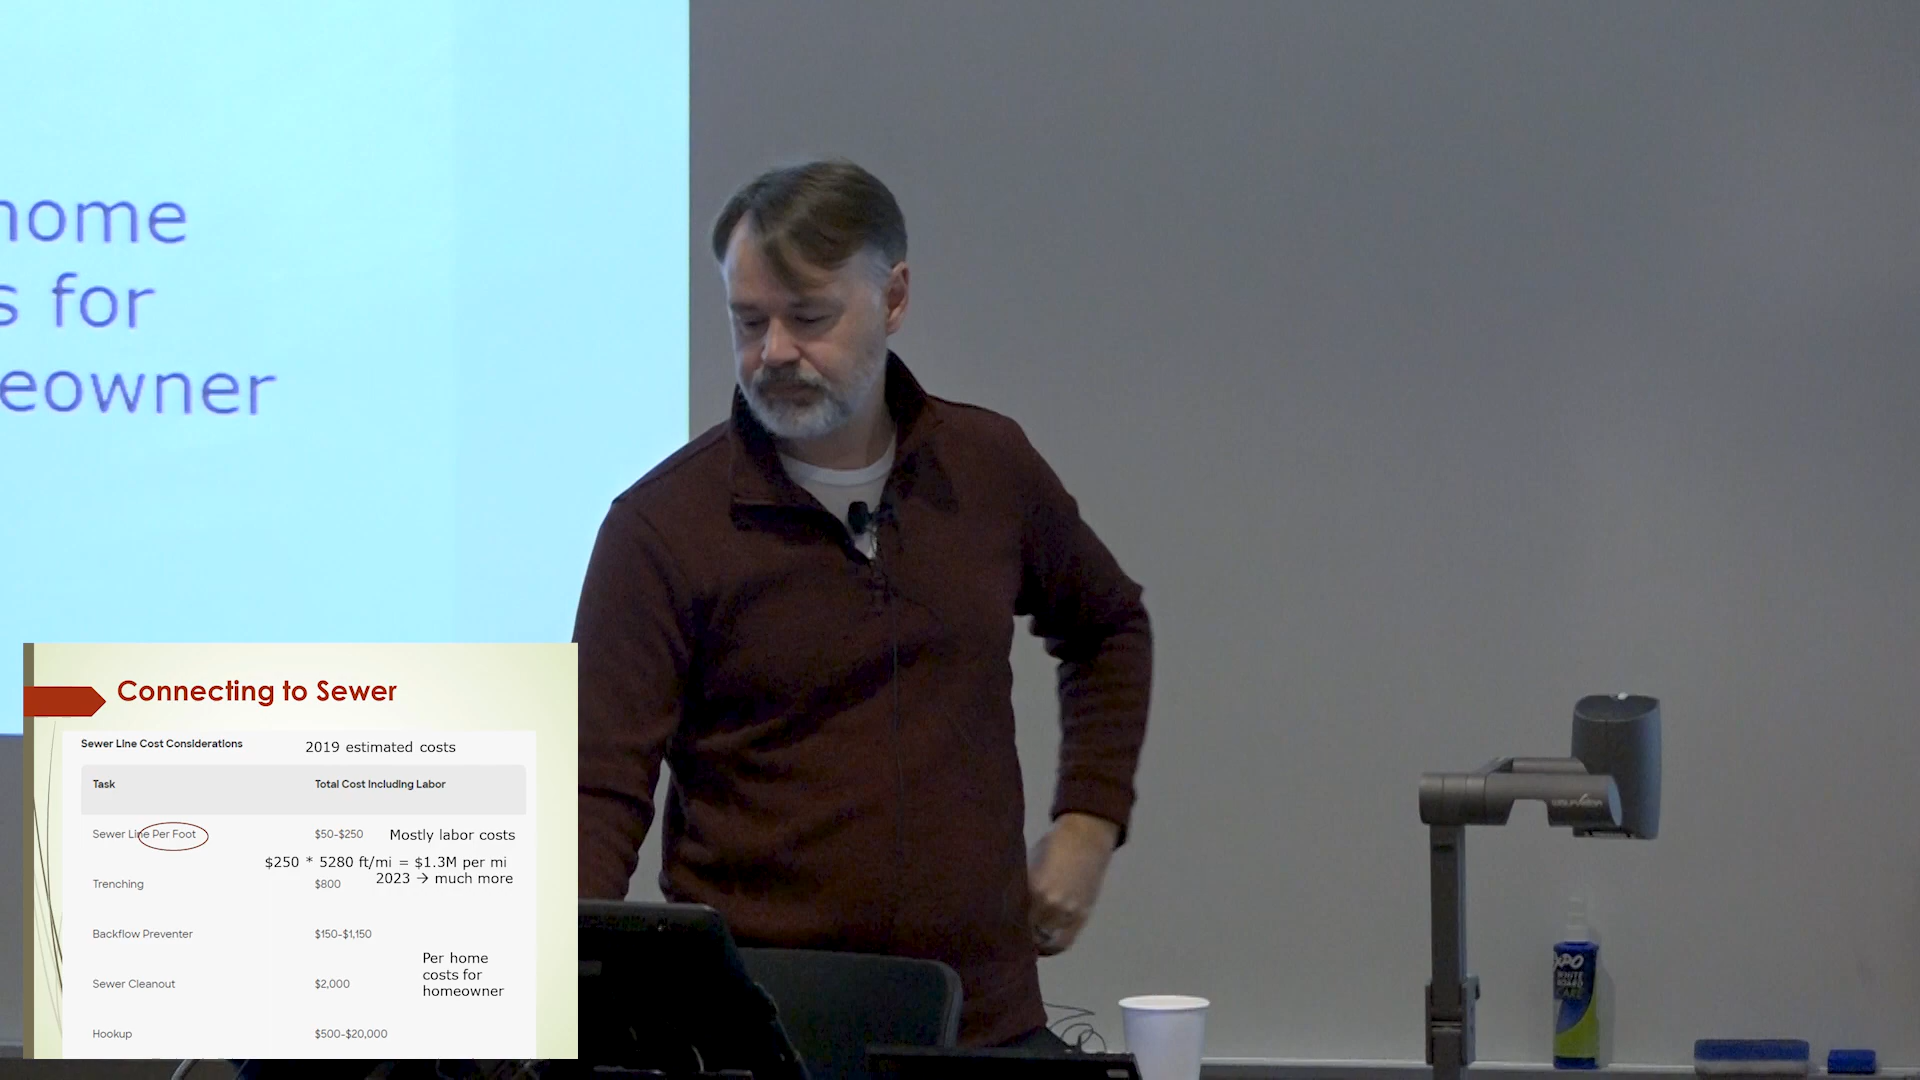 home
s for
eowner
Connecting to Sewer
Sewer Line Cost Considerations
2019 estimated costs
Task
Total Cost Including Labor
Sewer Line Per Foot
$50-$250
Mostly labor costs
$250 * 5280 ft/mi = $1.3M per mi
2023 → much more
Trenching
$800
Backflow Preventer
$150-$1,150
Per home
costs for
homeowner
Sewer Cleanout
$2,000
Hookup
$500-$20,000
EXPO
WHITE
BOARD
CARE